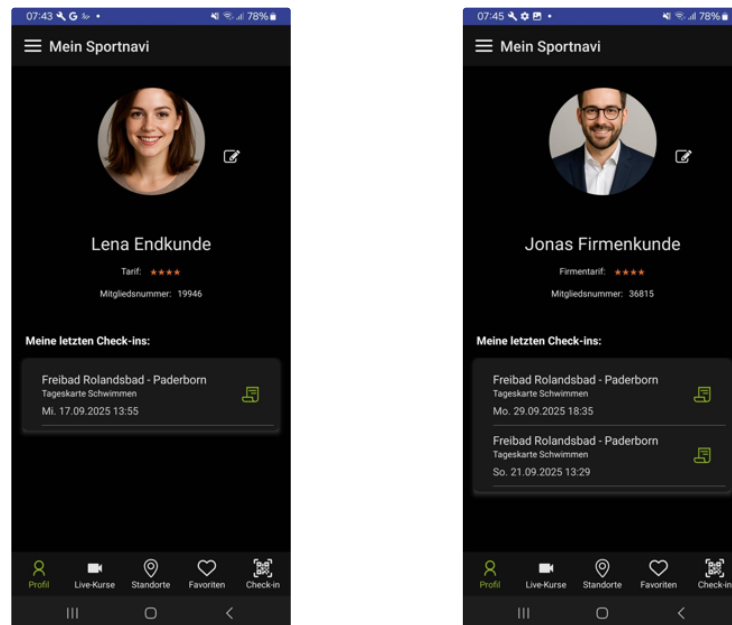 07:43 G
78%
Mein Sportnavi
Lena Endkunde
Tarif: ★★★★
Mitgliedsnummer: 19946
Meine letzten Check-ins:
Freibad Rolandsbad - Paderborn
Tageskarte Schwimmen
Mi. 17.09.2025 13:55
Profil
Live-Kurse
Standorte
Favoriten
Check-in
07:45
78%
Mein Sportnavi
Jonas Firmenkunde
Firmentarif: ★★★★
Mitgliedsnummer: 36815
Meine letzten Check-ins:
Freibad Rolandsbad - Paderborn
Tageskarte Schwimmen
Mo. 29.09.2025 18:35
Freibad Rolandsbad - Paderborn
Tageskarte Schwimmen
So. 21.09.2025 13:29
Profil
Live-Kurse
Standorte
Favoriten
Check-in